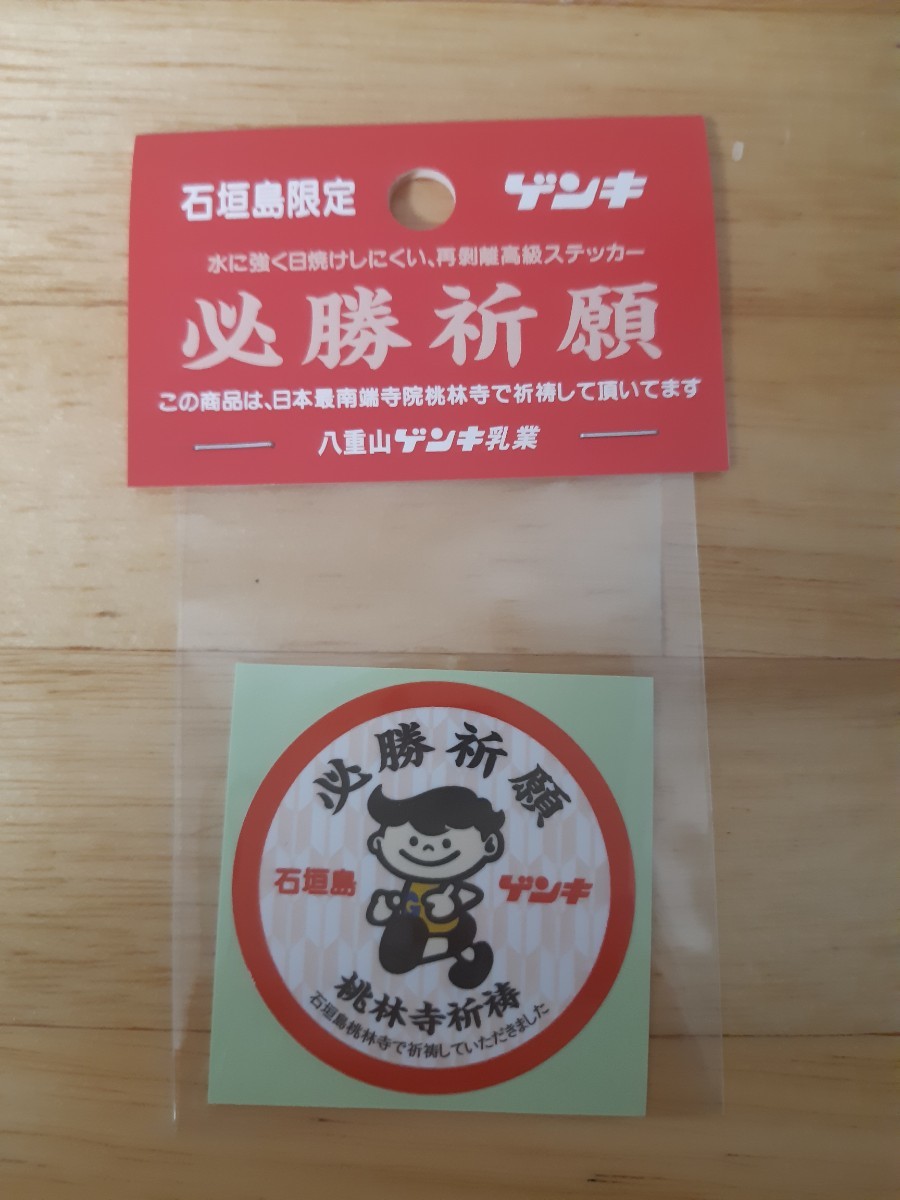 石垣島限定 ゲンキ
水に強く日焼けしにくい、再剝離高級ステッカー
必勝祈願
この商品は、日本最南端寺院桃林寺で祈祷して頂いてます
八重山ゲンキ乳業
必勝祈願
石垣島 ゲンキ
G
桃林寺祈祷
石垣島桃林寺で祈祷していただきました